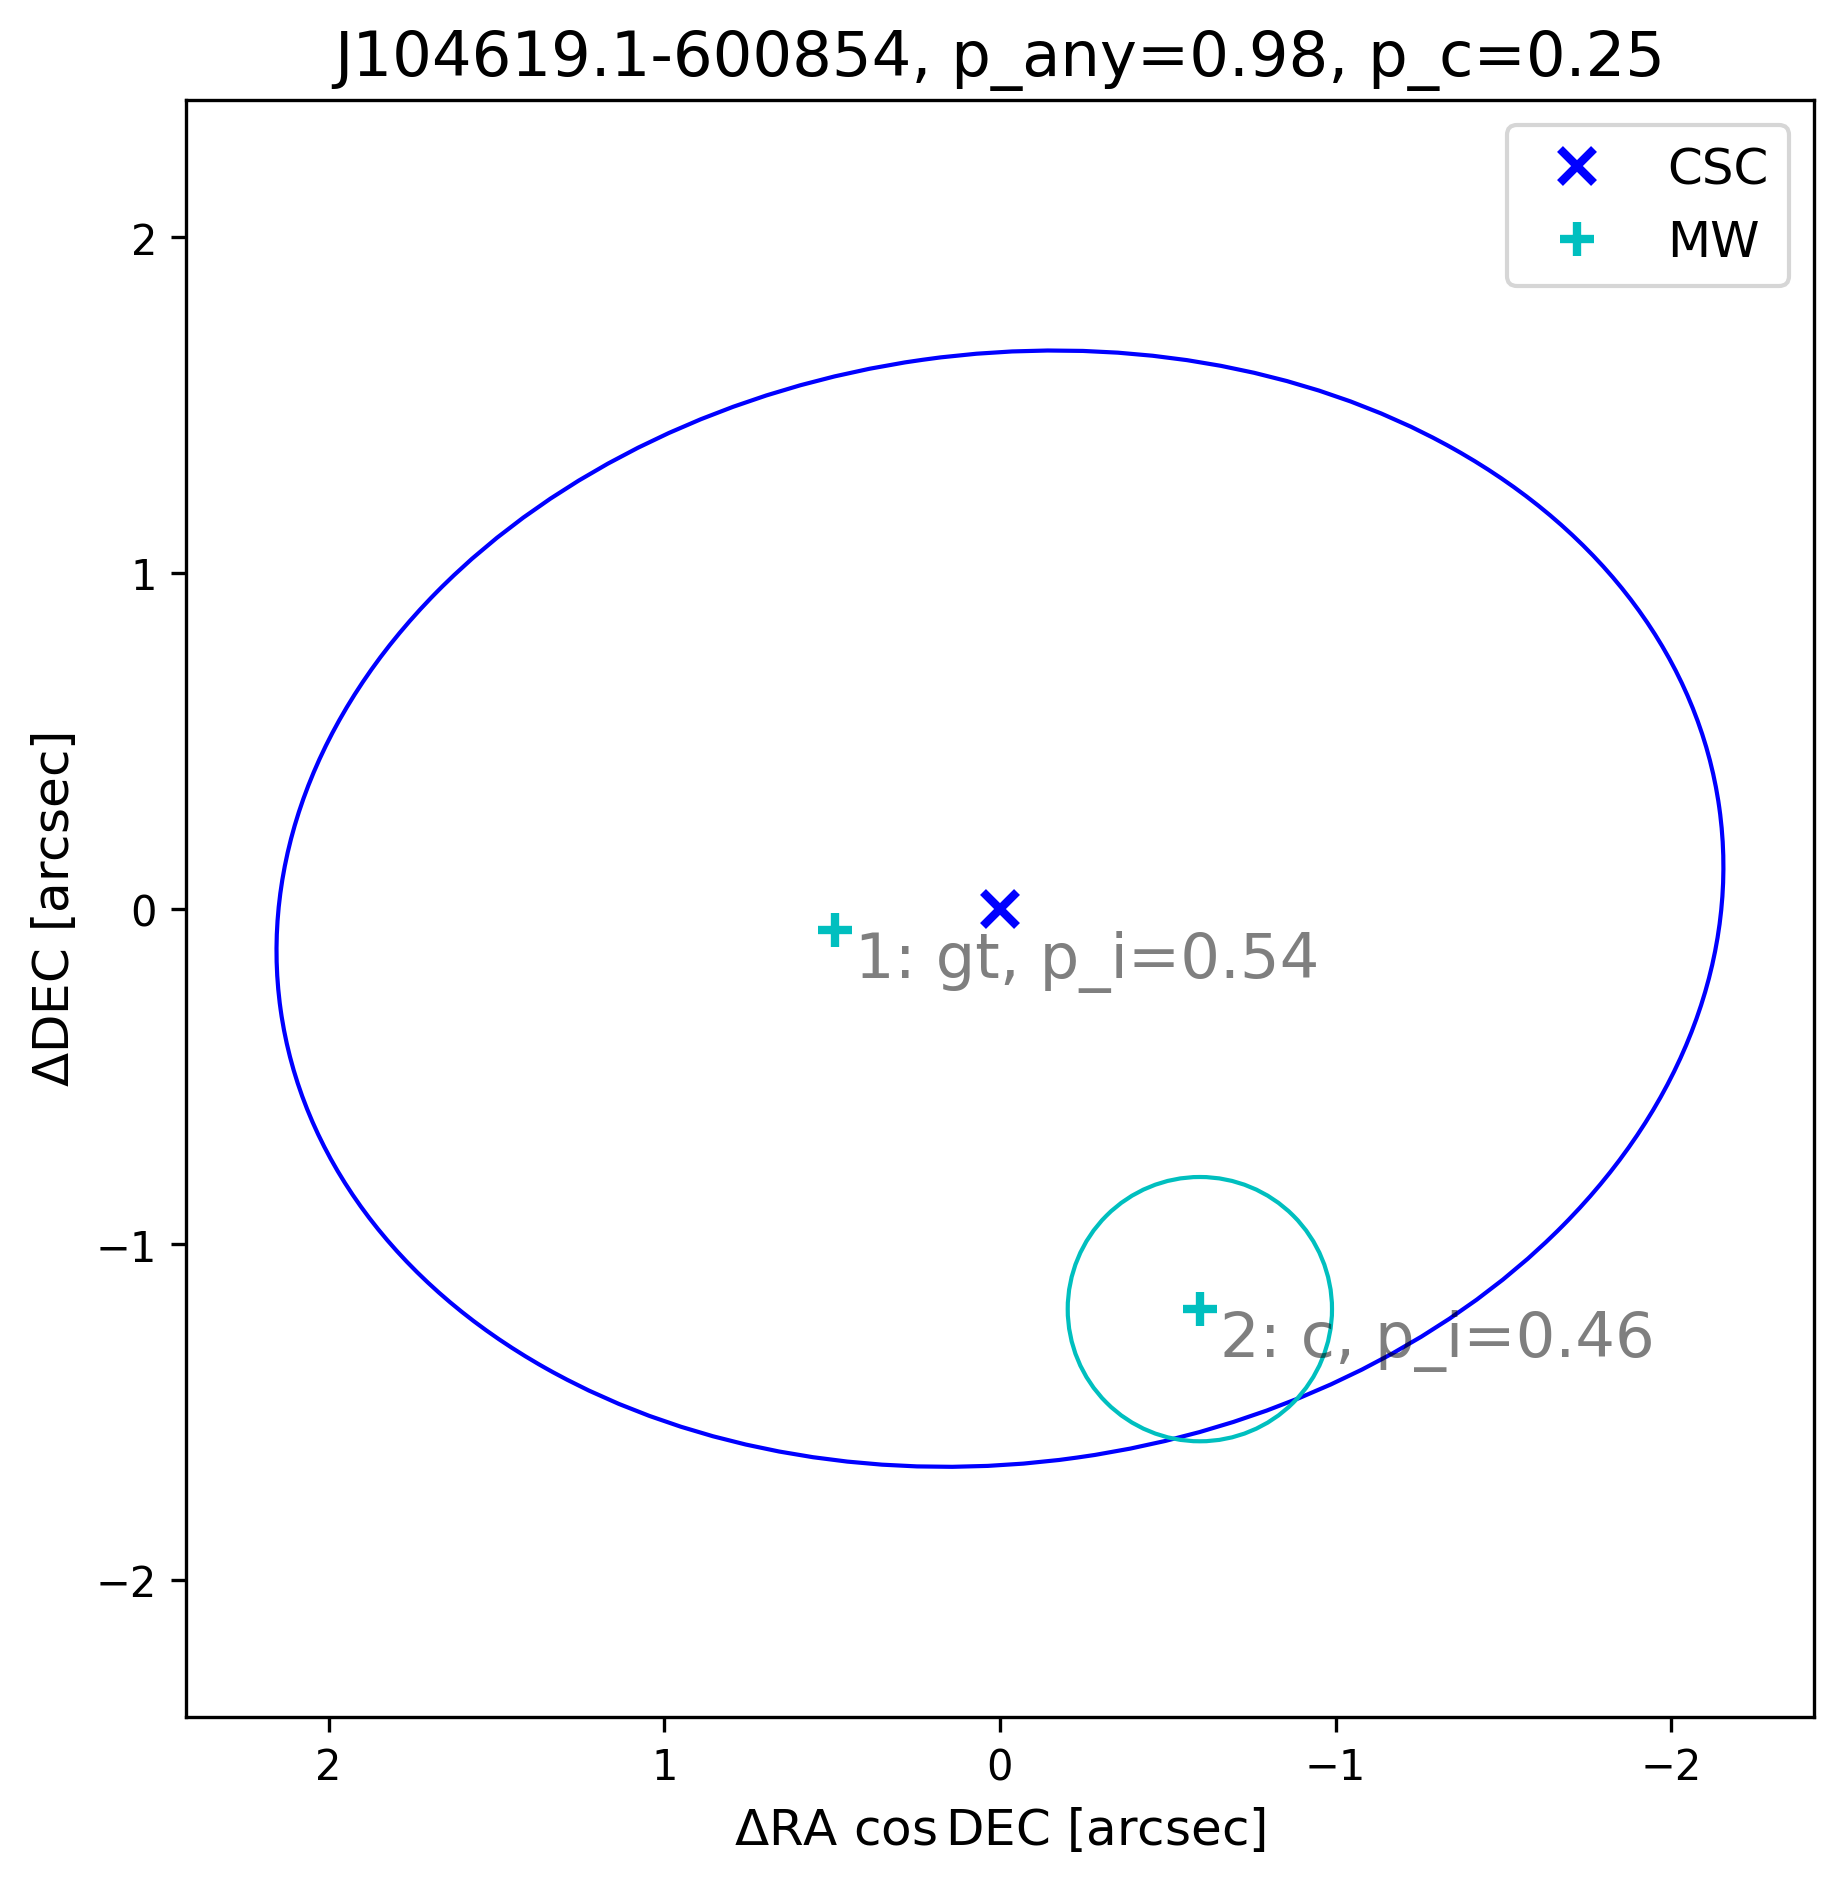 J104619.1-600854, p_any=0.98, p_c=0.25
CSC
MW
2
1
0
−1
−2
ΔDEC [arcsec]
1: gt, p_i=0.54
2: c, p_i=0.46
2
1
0
−1
−2
ΔRA cos DEC [arcsec]